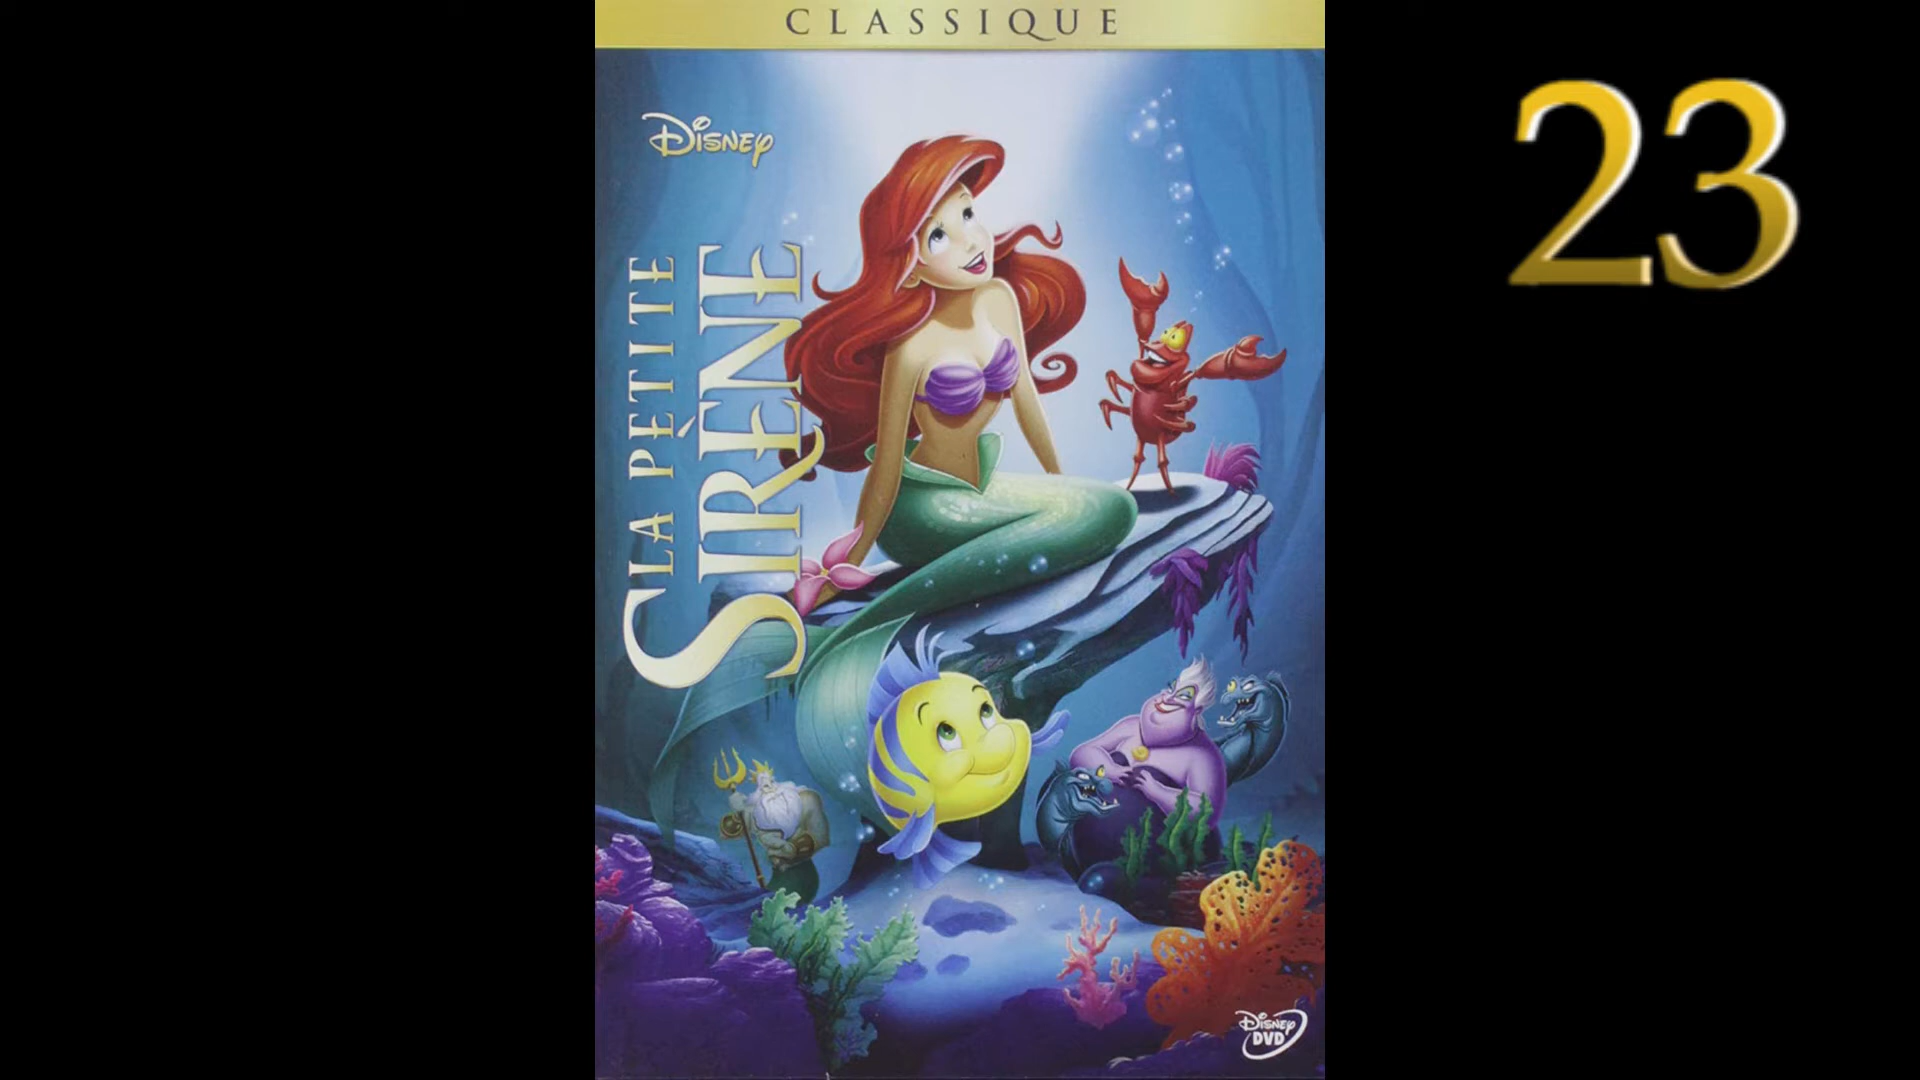 CLASSIQUE
Disney
LA PETITE
SIRÈNE
23
Disney
DVD